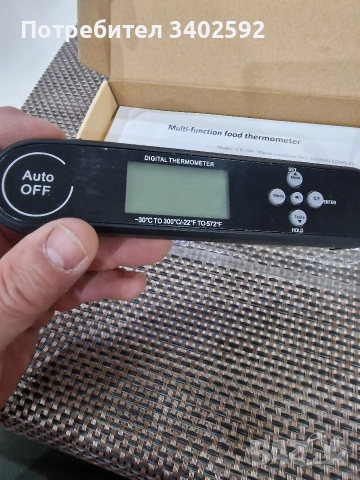 Потребител 3402592
Multi-function food thermometer
DIGITAL THERMOMETER
Auto
OFF
SET
C/F
ENTER
HOLD
-30°C TO 300°C/-22°F TO 572°F